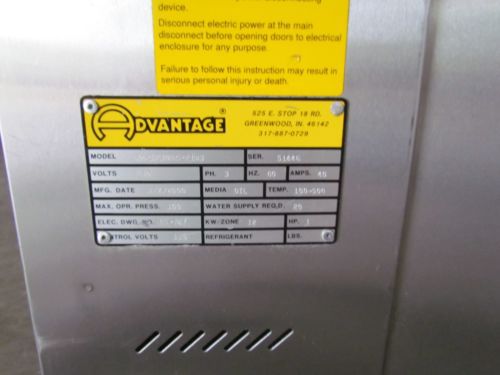 device.
Disconnect electric power at the main
disconnect before opening doors to electrical
enclosure for any purpose.
Failure to follow this instruction may result in
serious personal injury or death.
ADVANTAGE ®
525 E. STOP 18 RD.
GREENWOOD, IN. 46142
317-887-0729
MODEL SER. 51446
VOLTS PH. 3 HZ. 60 AMPS. 45
MFG. DATE MEDIA OIL TEMP.
MAX. OPR. PRESS. WATER SUPPLY REQ,D. 25
ELEC. DWG. NO. KW-ZONE HP. 1
CONTROL VOLTS REFRIGERANT LBS.